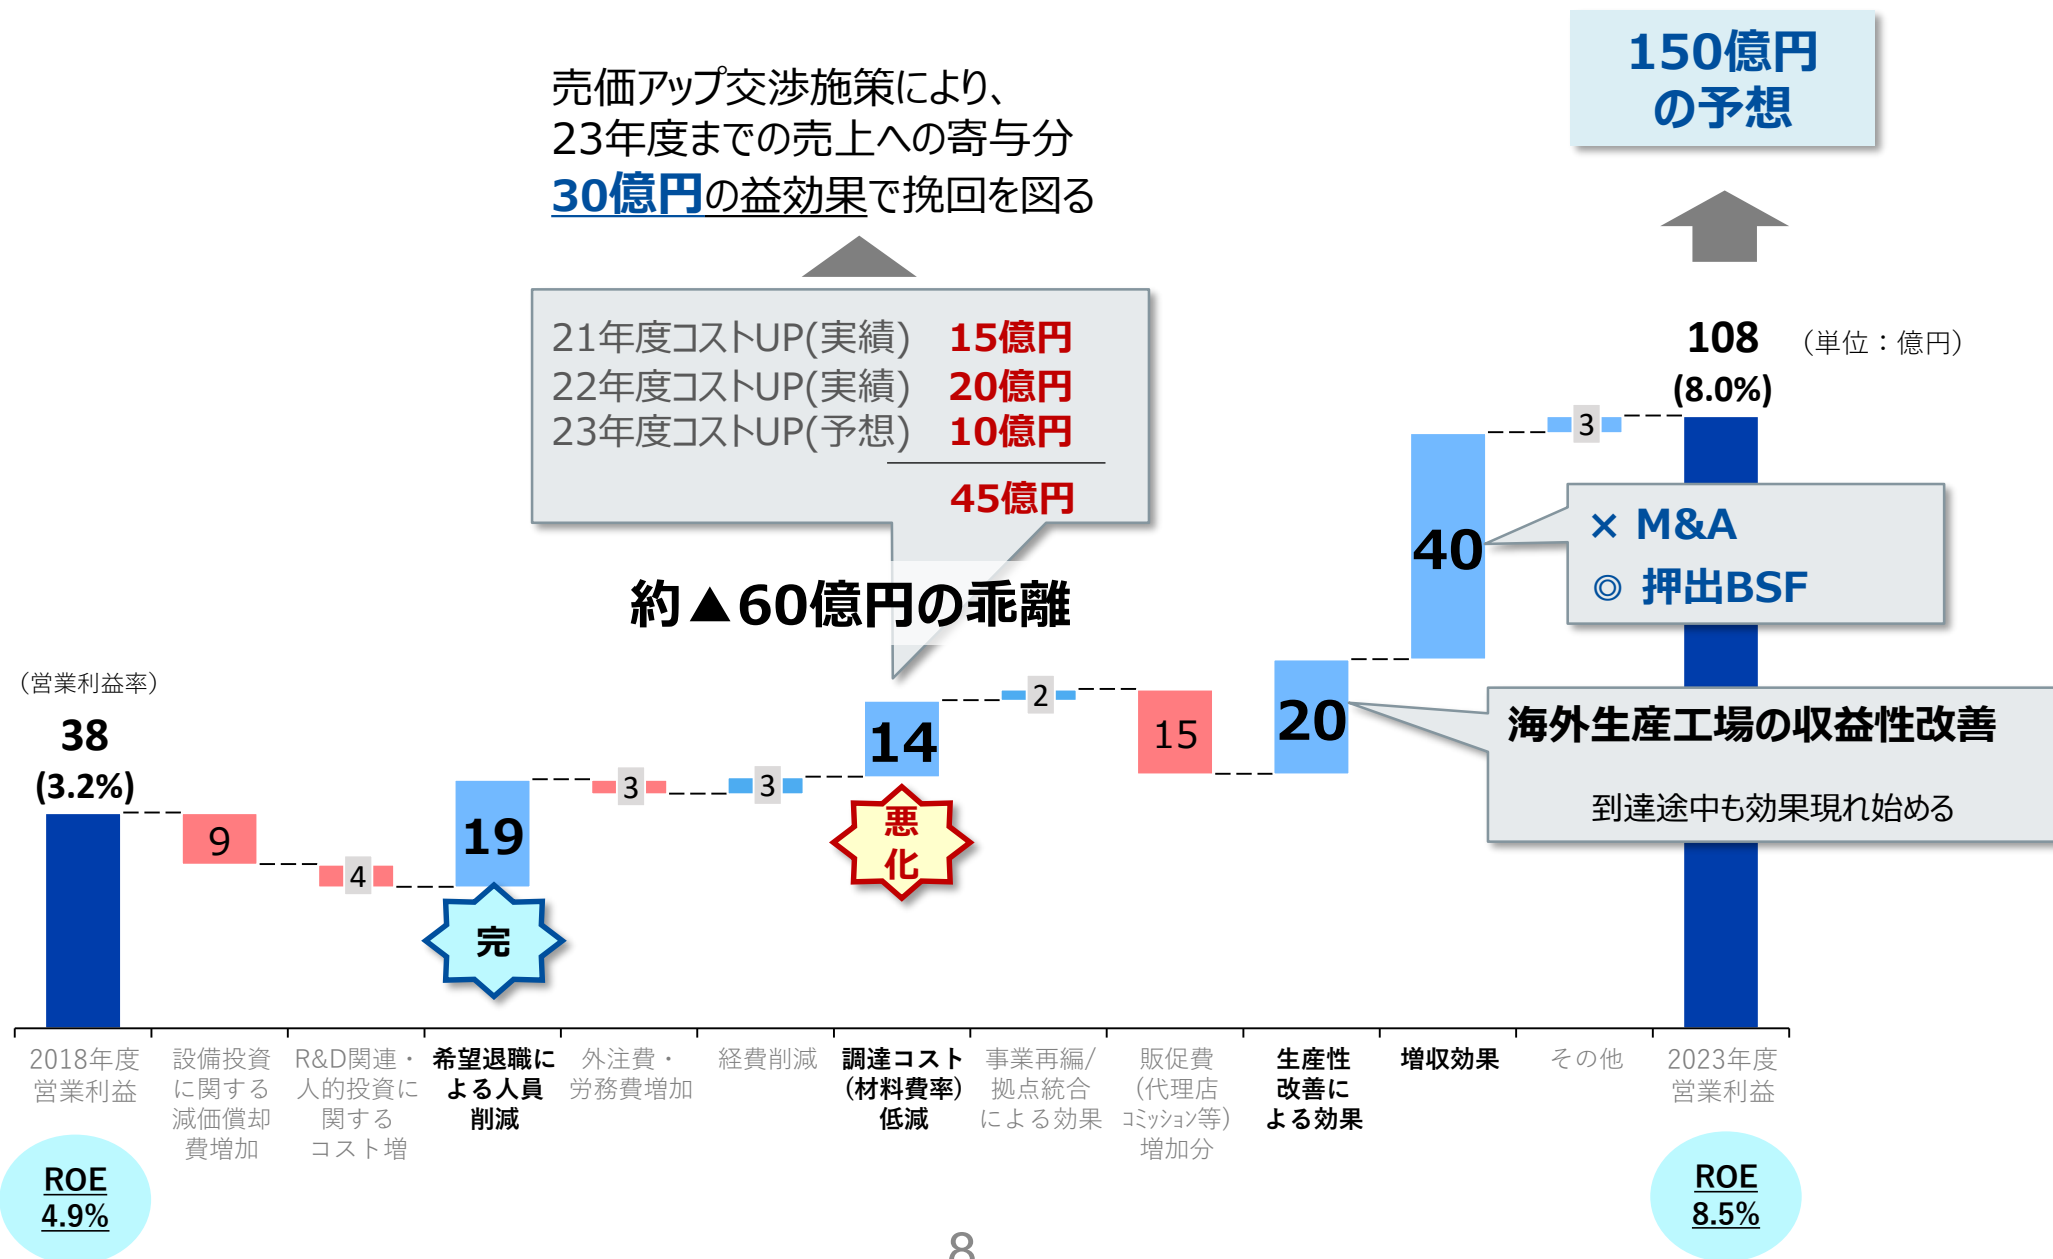 150億円
の予想
売価アップ交渉施策により、
23年度までの売上への寄与分
30億円の益効果で挽回を図る
21年度コストUP(実績) 15億円
22年度コストUP(実績) 20億円
23年度コストUP(予想) 10億円
45億円
約▲60億円の乖離
108
(8.0%)
（単位：億円）
3
× M&A
◎ 押出BSF
40
（営業利益率）
38
(3.2%)
9
4
19
完
3
3
14
悪
化
2
15
20
海外生産工場の収益性改善
到達途中も効果現れ始める
2018年度
営業利益
設備投資
に関する
減価償却
費増加
R&D関連・
人的投資に
関する
コスト増
希望退職に
よる人員
削減
外注費・
労務費増加
経費削減
調達コスト
(材料費率)
低減
事業再編/
拠点統合
による効果
販促費
(代理店
ｺﾐｯｼｮﾝ等)
増加分
生産性
改善に
よる効果
増収効果
その他
2023年度
営業利益
ROE
4.9%
ROE
8.5%
8